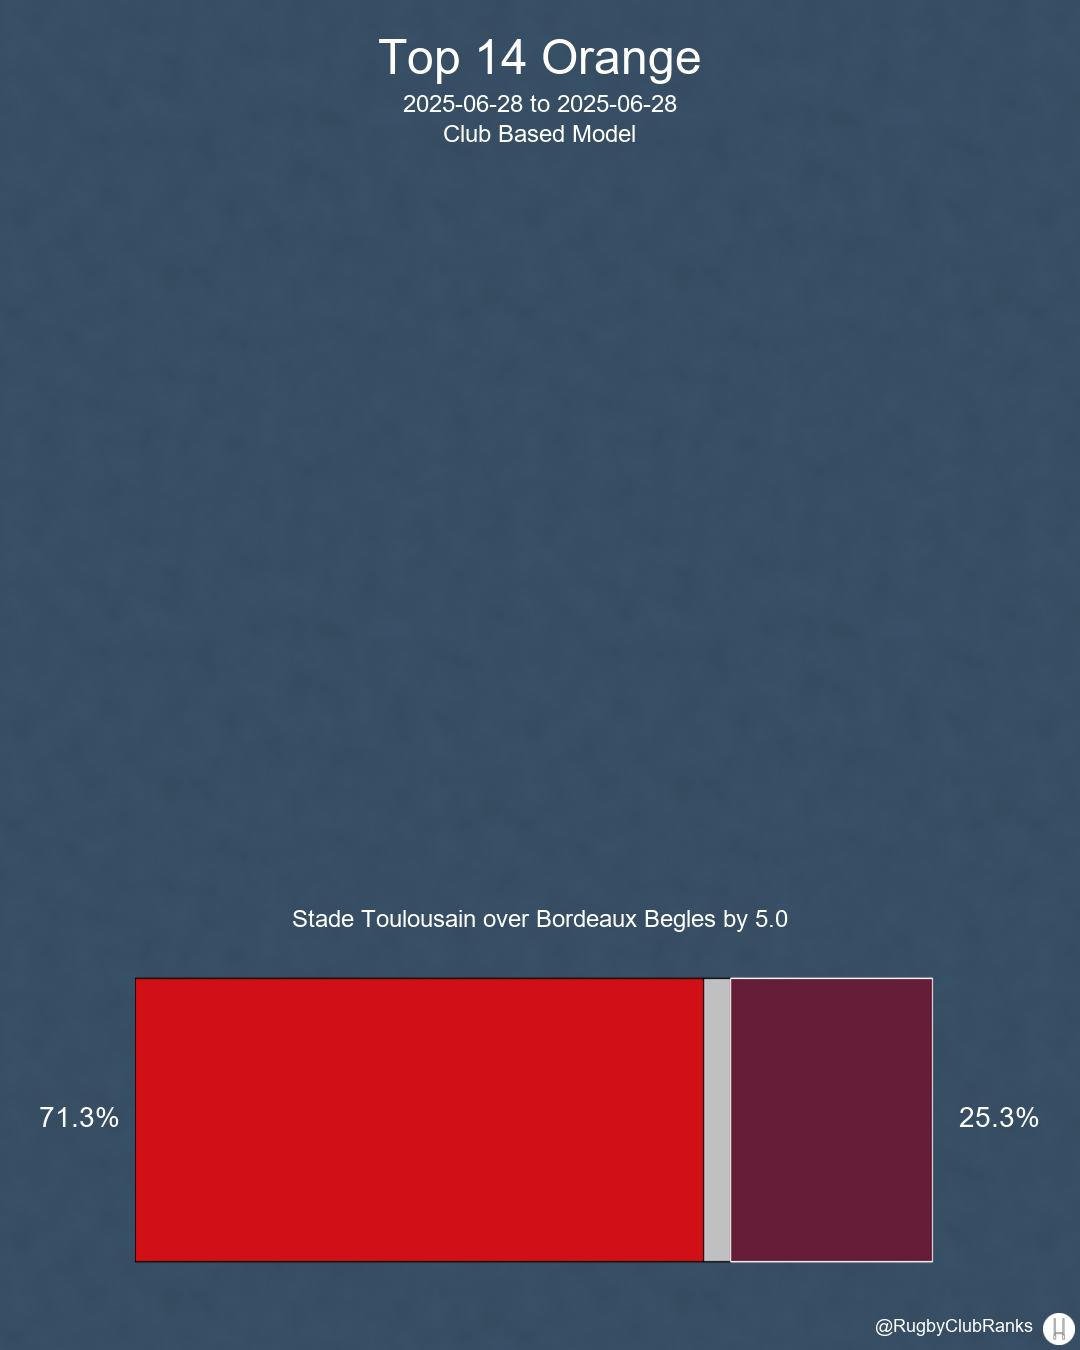 Top 14 Orange
2025-06-28 to 2025-06-28
Club Based Model
Stade Toulousain over Bordeaux Begles by 5.0
71.3%
25.3%
@RugbyClubRanks